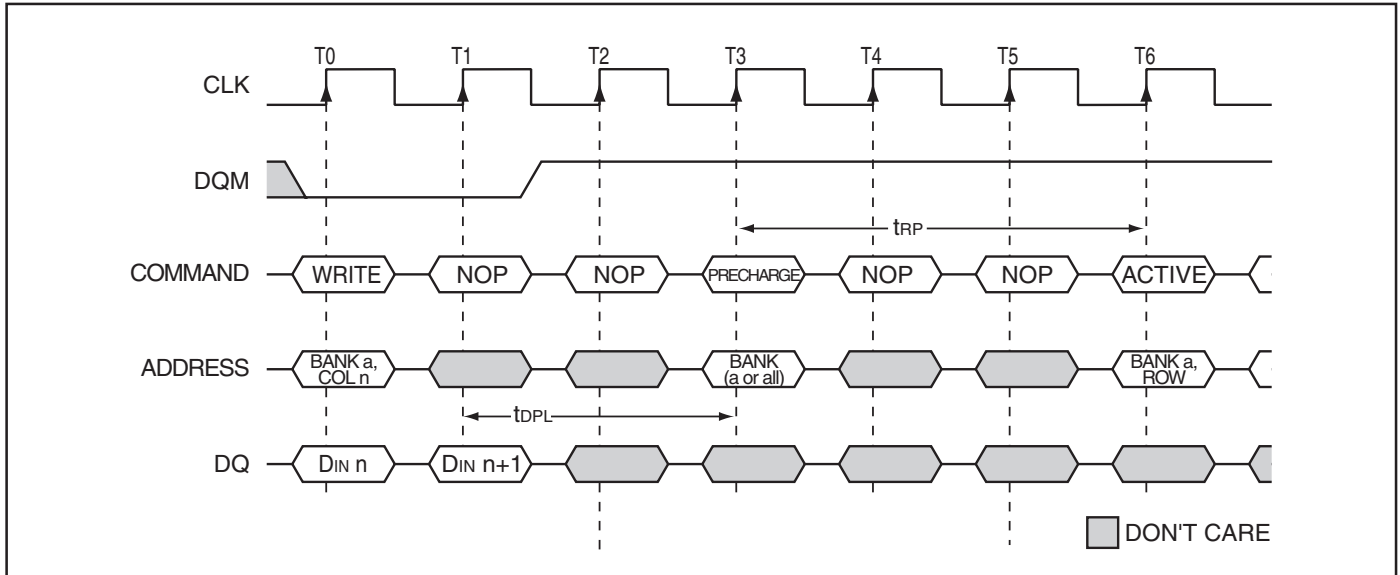 T0 T1 T2 T3 T4 T5 T6
CLK
DQM
tRP
COMMAND WRITE NOP NOP PRECHARGE NOP NOP ACTIVE
ADDRESS BANK a, COL n BANK (a or all) BANK a, ROW
tDPL
DQ DIN n DIN n+1
DON'T CARE